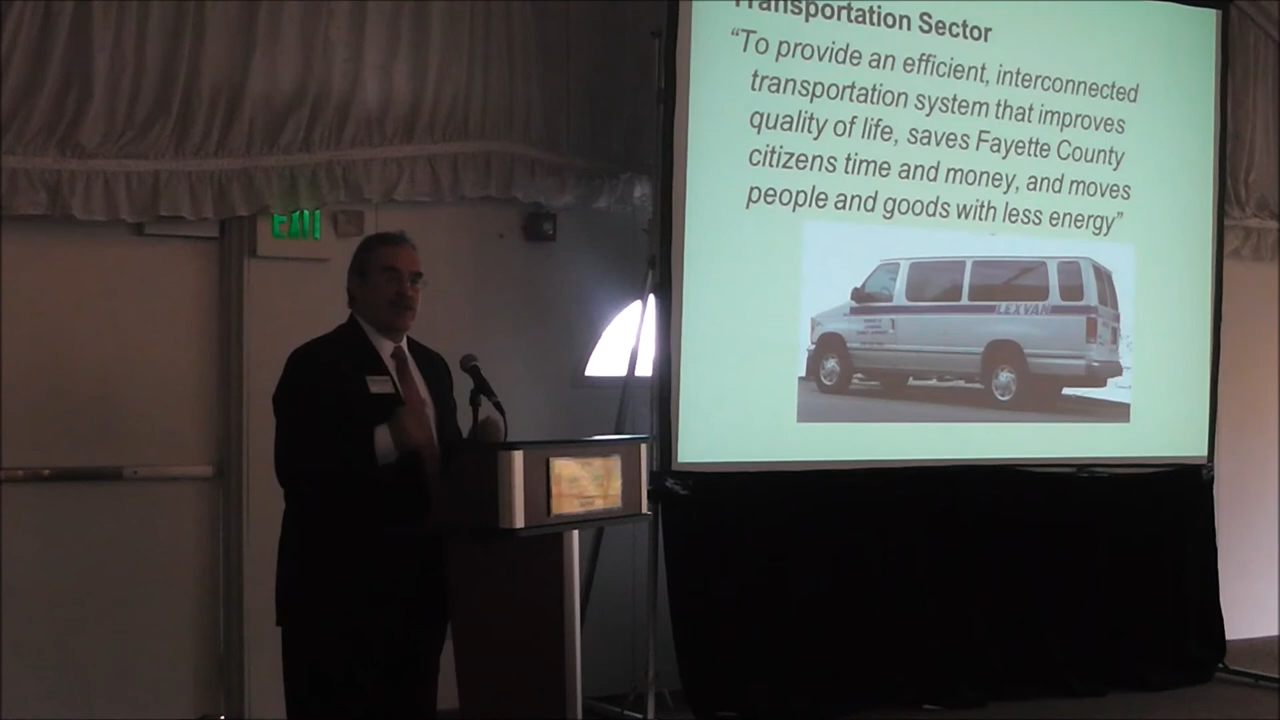 Transportation Sector
“To provide an efficient, interconnected
transportation system that improves
quality of life, saves Fayette County
citizens time and money, and moves
people and goods with less energy”
EXIT
LEXVAN